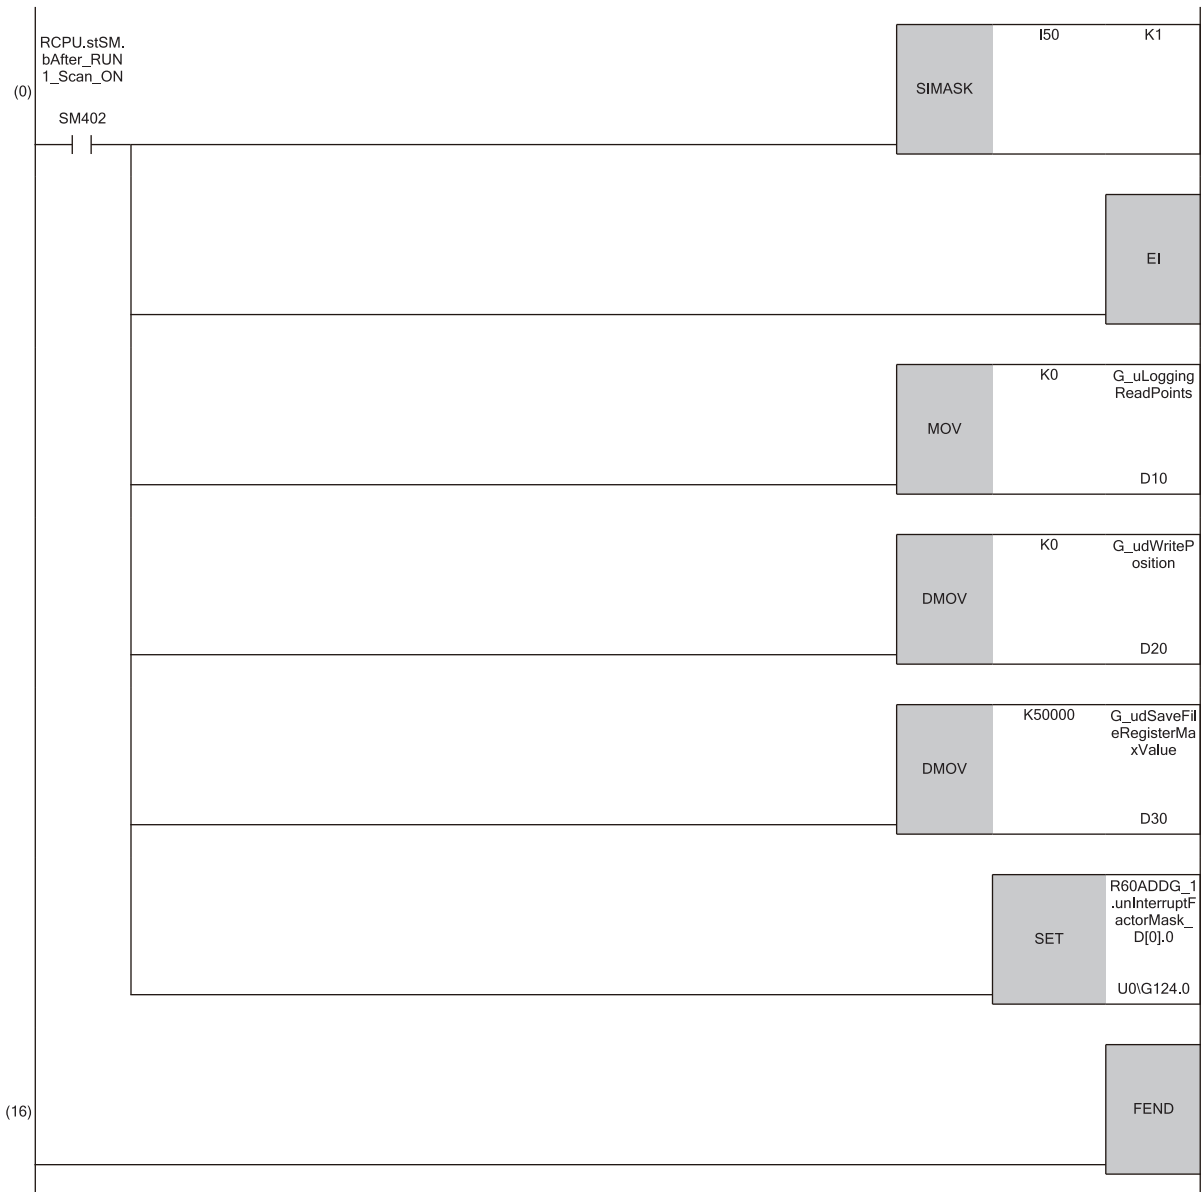 RCPU.stSM.
bAfter_RUN
1_Scan_ON
(0)
SM402
SIMASK
I50
K1
EI
MOV
K0
G_uLogging
ReadPoints
D10
DMOV
K0
G_udWriteP
osition
D20
DMOV
K50000
G_udSaveFil
eRegisterMa
xValue
D30
SET
R60ADDG_1
.unInterruptF
actorMask_
D[0].0
U0\G124.0
(16)
FEND